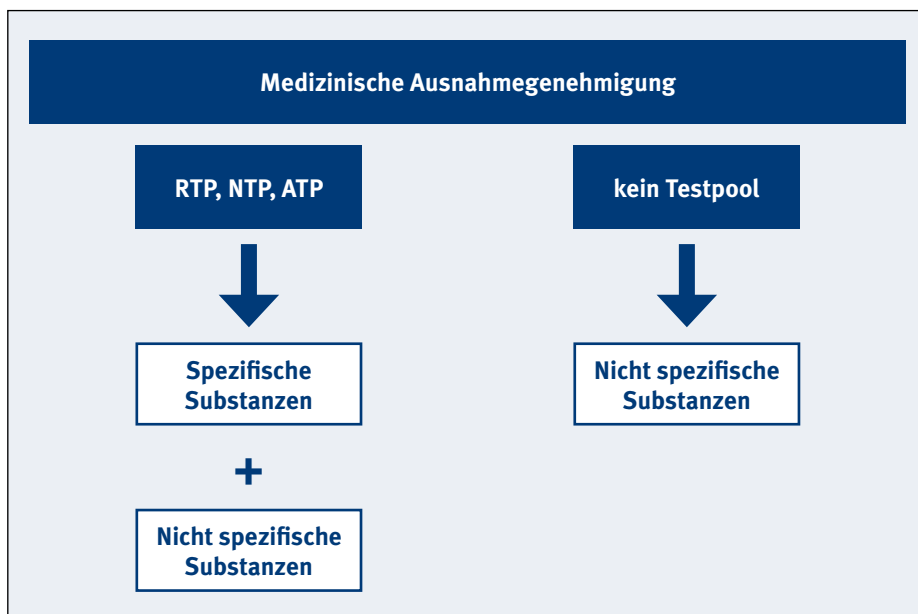 Medizinische Ausnahmegenehmigung
RTP, NTP, ATP
kein Testpool
Spezifische
Substanzen
Nicht spezifische
Substanzen
+
Nicht spezifische
Substanzen